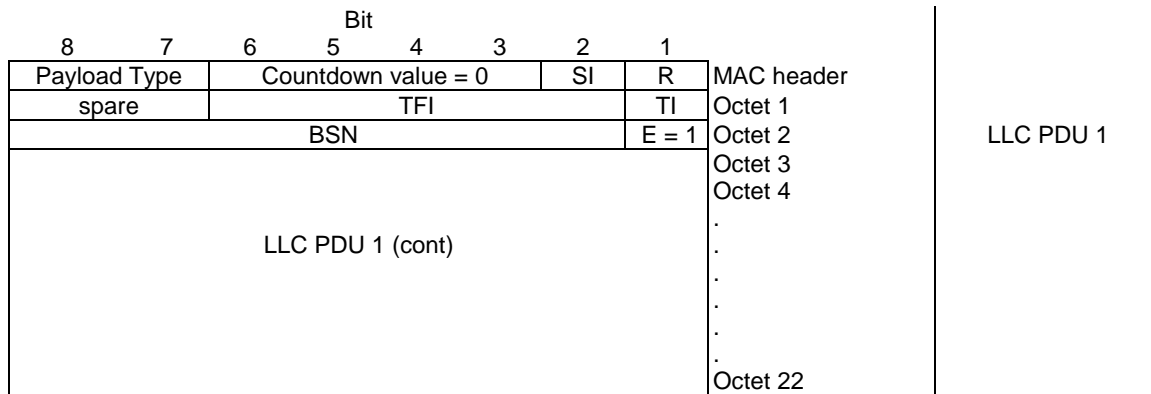 Bit
8 7 6 5 4 3 2 1
Payload Type Countdown value = 0 SI R MAC header
spare TFI TI Octet 1
BSN E = 1 Octet 2 LLC PDU 1
Octet 3
Octet 4
.
LLC PDU 1 (cont) .
.
.
.
.
Octet 22